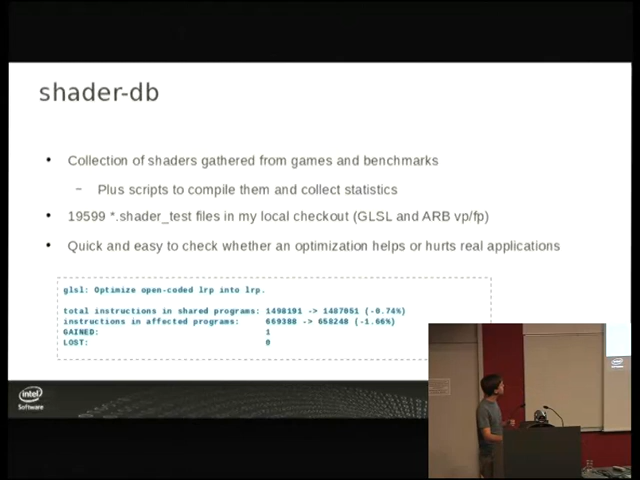 shader-db
• Collection of shaders gathered from games and benchmarks
– Plus scripts to compile them and collect statistics
• 19599 *.shader_test files in my local checkout (GLSL and ARB vp/fp)
• Quick and easy to check whether an optimization helps or hurts real applications
glsl: Optimize open-coded lrp into lrp.
total instructions in shared programs: 1498191 -> 1487051 (-0.74%)
instructions in affected programs: 669388 -> 658248 (-1.66%)
GAINED: 1
LOST: 0
intel
Software
intel